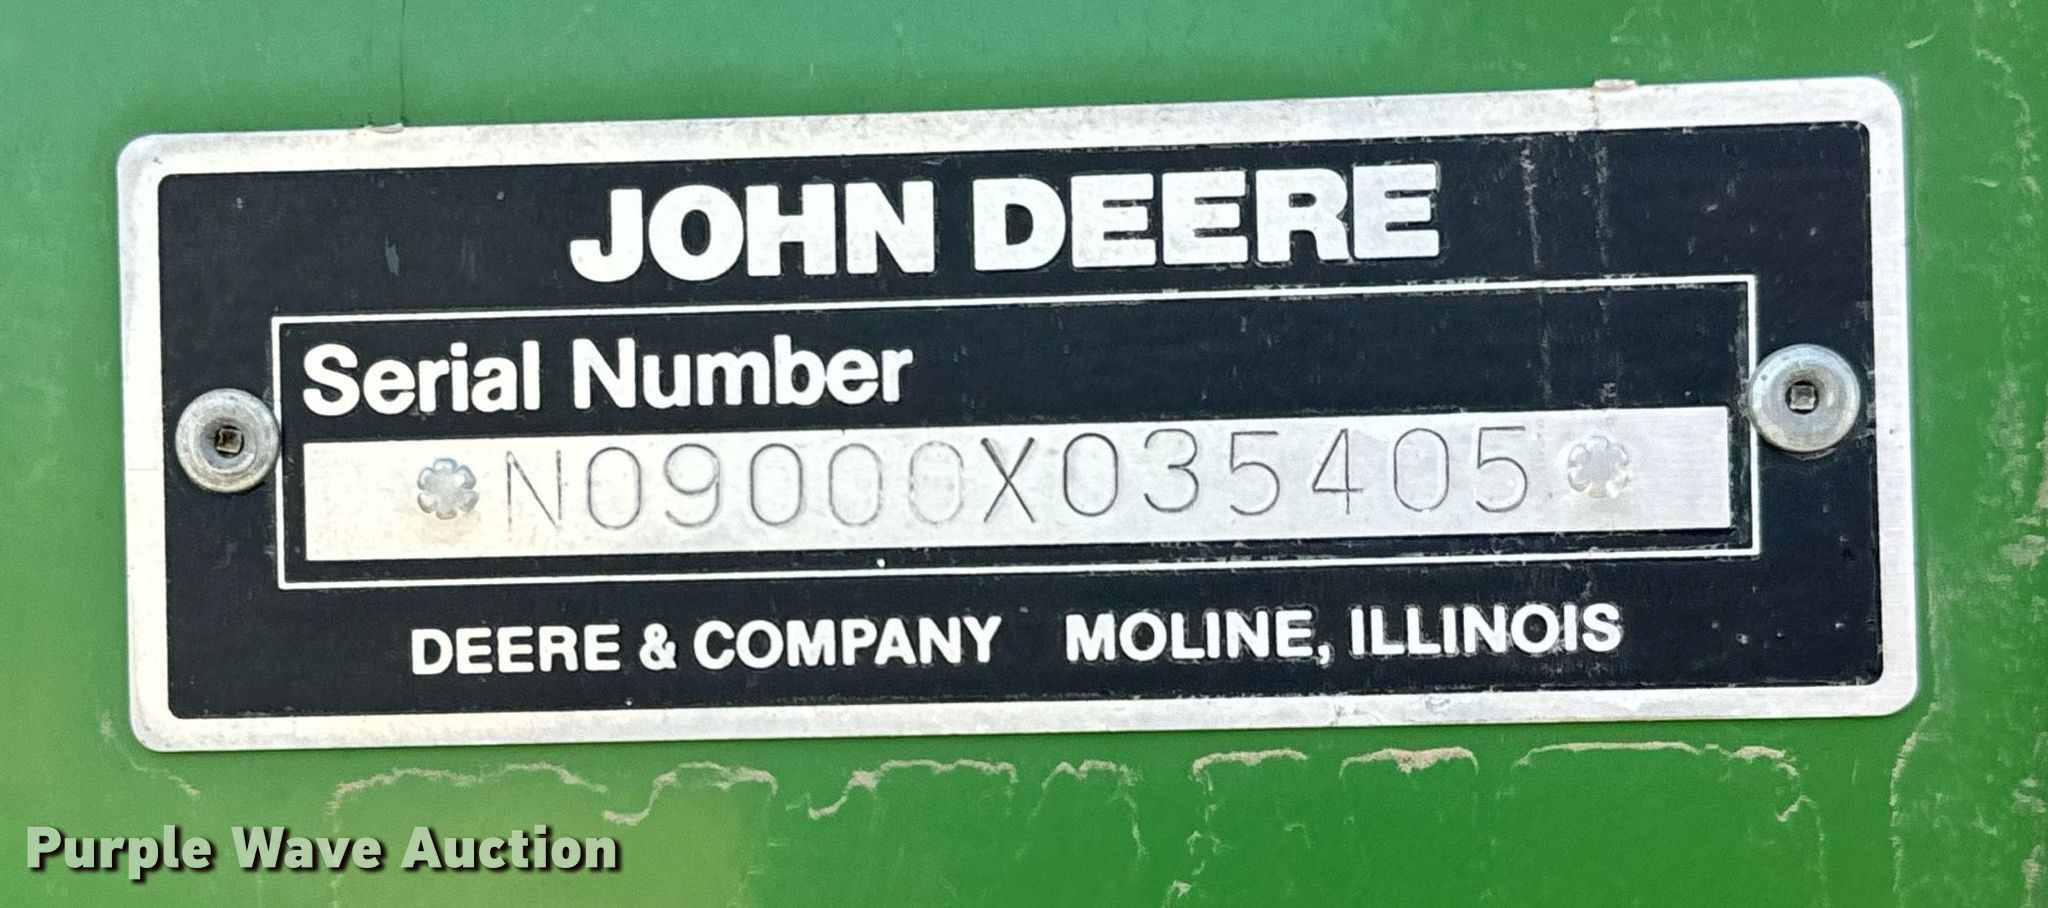 JOHN DEERE
Serial Number
*N09000X035405*
DEERE & COMPANY MOLINE, ILLINOIS
Purple Wave Auction